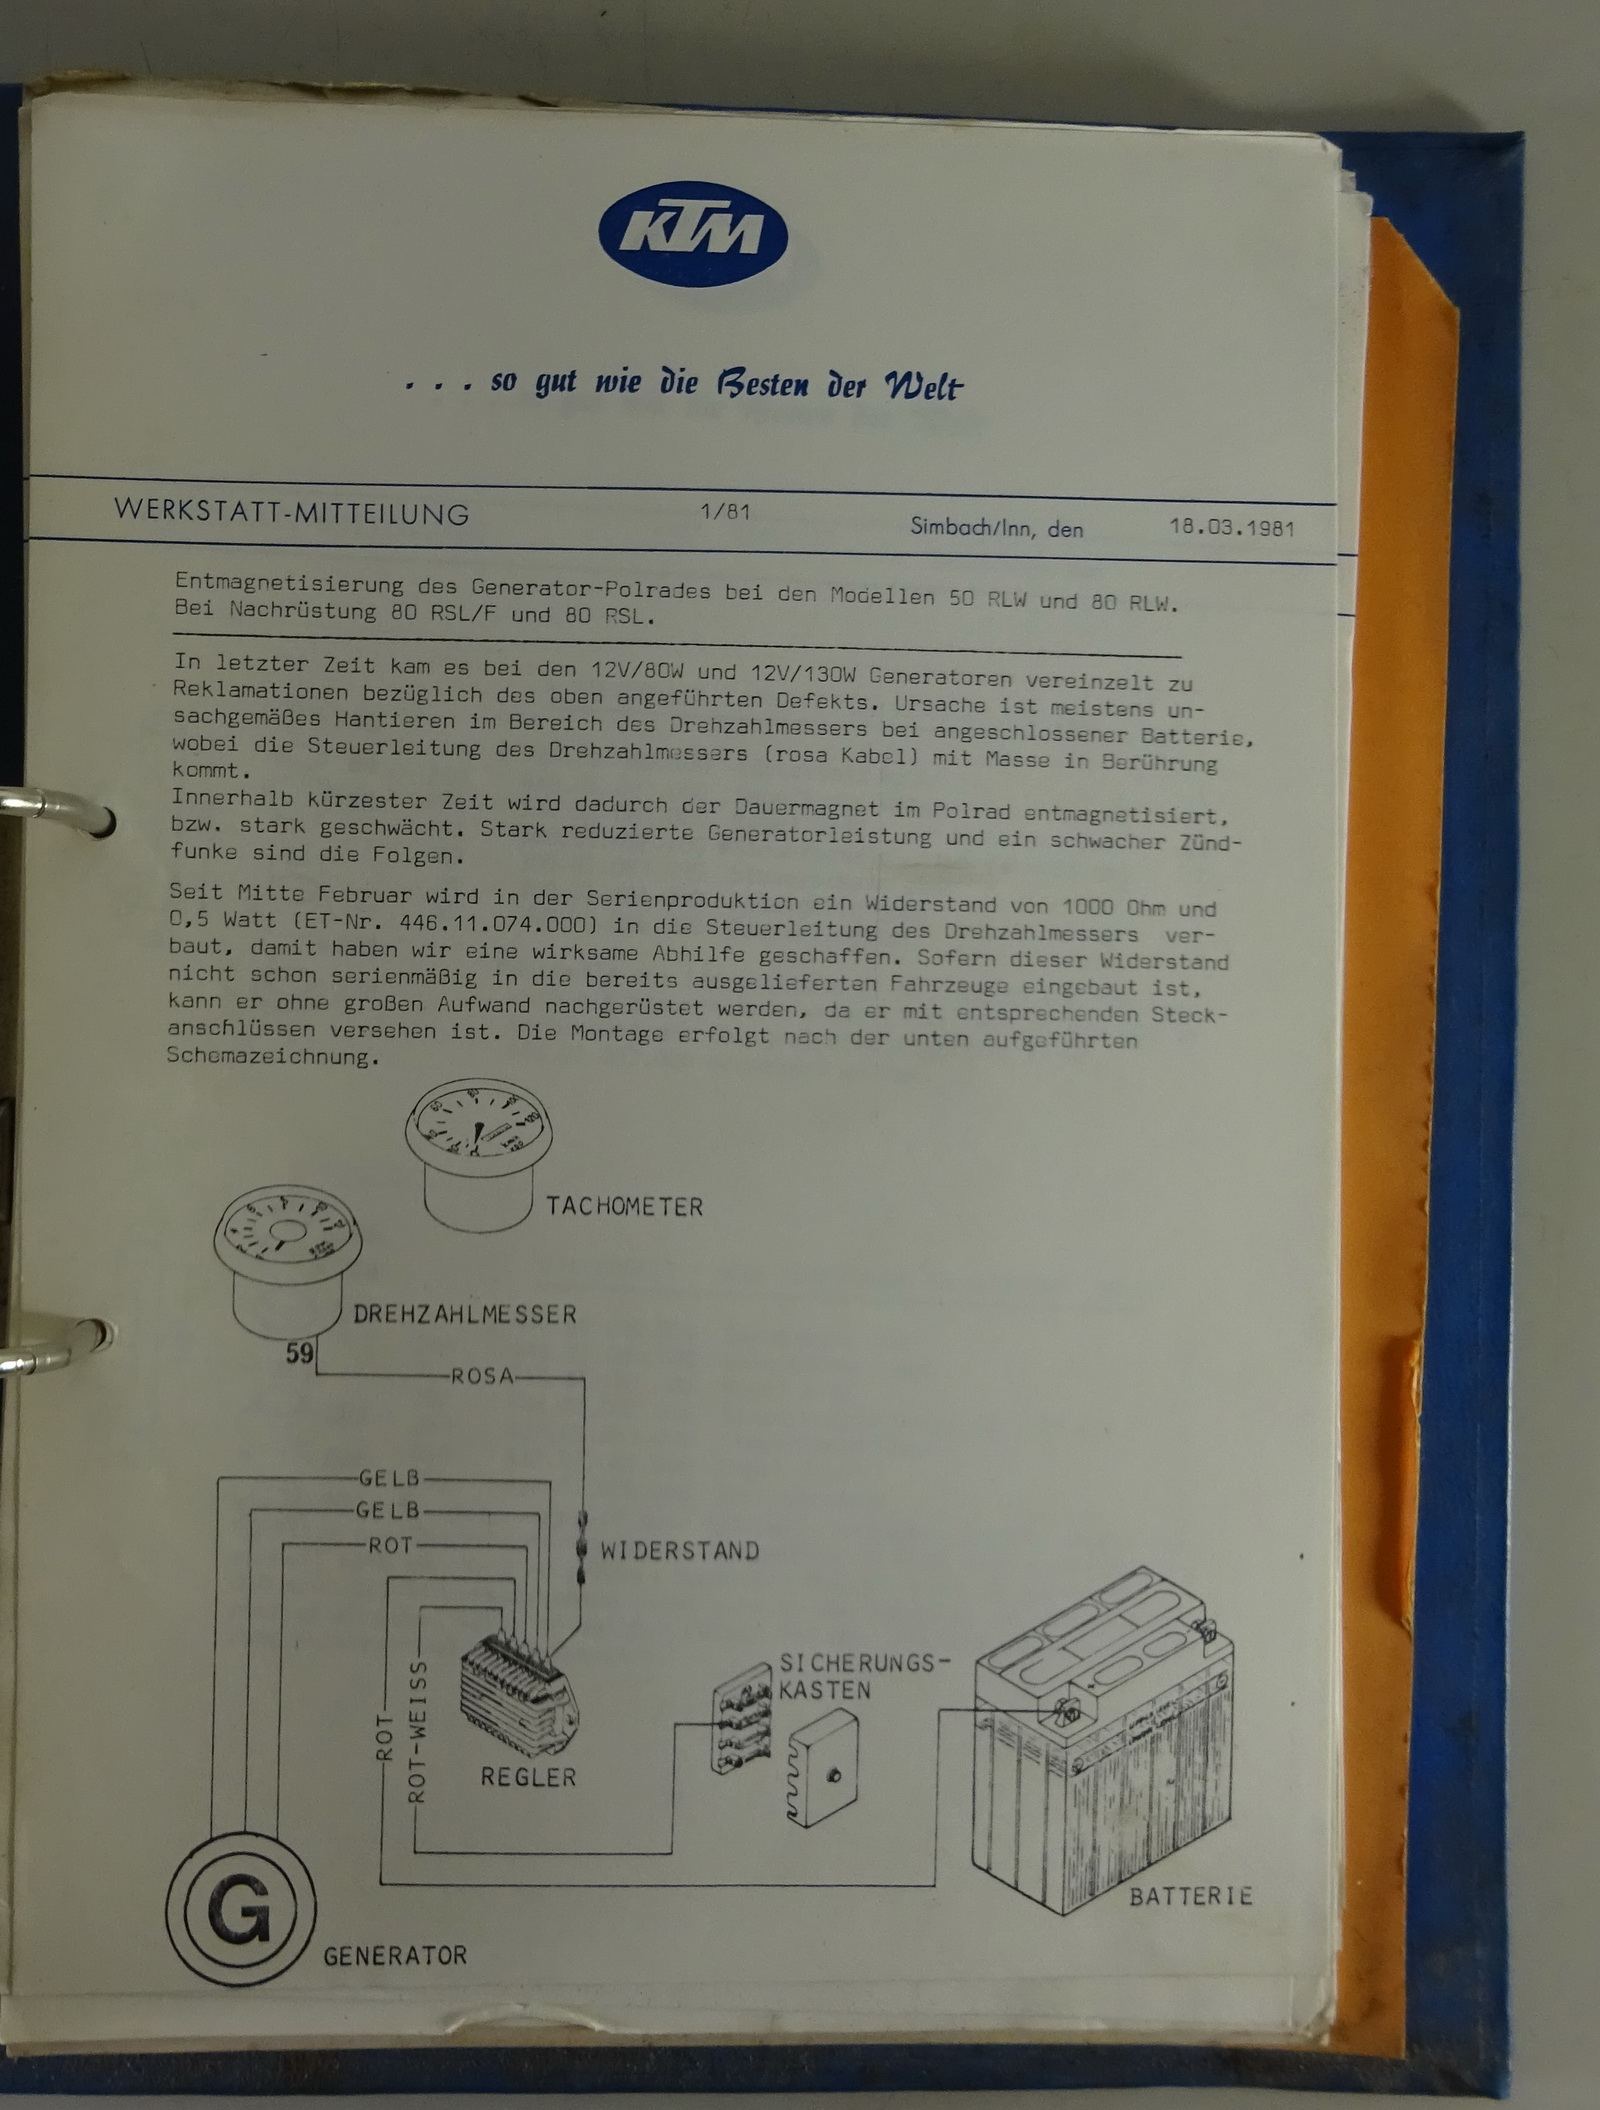 KTM
. . . so gut wie die Besten der Welt
WERKSTATT-MITTEILUNG 1/81 Simbach/Inn, den 18.03.1981
Entmagnetisierung des Generator-Polrades bei den Modellen 50 RLW und 80 RLW.
Bei Nachrüstung 80 RSL/F und 80 RSL.
In letzter Zeit kam es bei den 12V/80W und 12V/130W Generatoren vereinzelt zu
Reklamationen bezüglich des oben angeführten Defekts. Ursache ist meistens un-
sachgemäßes Hantieren im Bereich des Drehzahlmessers bei angeschlossener Batterie,
wobei die Steuerleitung des Drehzahlmessers (rosa Kabel) mit Masse in Berührung
kommt.
Innerhalb kürzester Zeit wird dadurch der Dauermagnet im Polrad entmagnetisiert,
bzw. stark geschwächt. Stark reduzierte Generatorleistung und ein schwacher Zünd-
funke sind die Folgen.
Seit Mitte Februar wird in der Serienproduktion ein Widerstand von 1000 Ohm und
0,5 Watt (ET-Nr. 446.11.074.000) in die Steuerleitung des Drehzahlmessers ver-
baut, damit haben wir eine wirksame Abhilfe geschaffen. Sofern dieser Widerstand
nicht schon serienmäßig in die bereits ausgelieferten Fahrzeuge eingebaut ist,
kann er ohne großen Aufwand nachgerüstet werden, da er mit entsprechenden Steck-
anschlüssen versehen ist. Die Montage erfolgt nach der unten aufgeführten
Schemazeichnung.
TACHOMETER
DREHZAHLMESSER
59
ROSA
GELB
GELB
ROT
WIDERSTAND
SICHERUNGS-
KASTEN
ROT
ROT-WEISS
REGLER
BATTERIE
G
GENERATOR